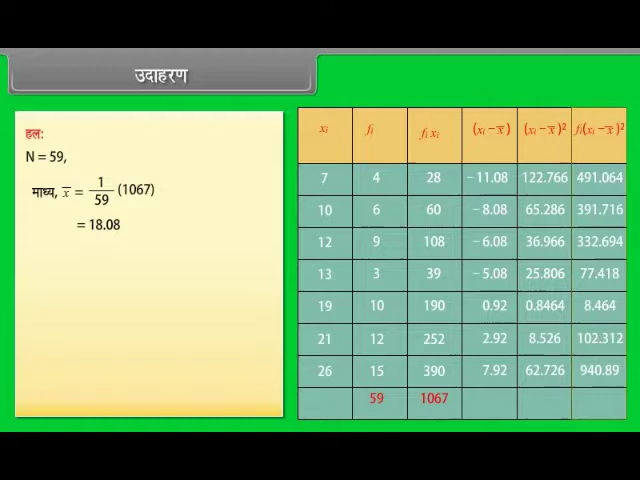 उदाहरण
हल:
N = 59,
माध्य, x̅ = 1/59 (1067)
= 18.08
xᵢ fᵢ fᵢ xᵢ (xᵢ − x̅) (xᵢ − x̅)² fᵢ(xᵢ − x̅)²
7 4 28 −11.08 122.766 491.064
10 6 60 −8.08 65.286 391.716
12 9 108 −6.08 36.966 332.694
13 3 39 −5.08 25.806 77.418
19 10 190 0.92 0.8464 8.464
21 12 252 2.92 8.526 102.312
26 15 390 7.92 62.726 940.89
59 1067